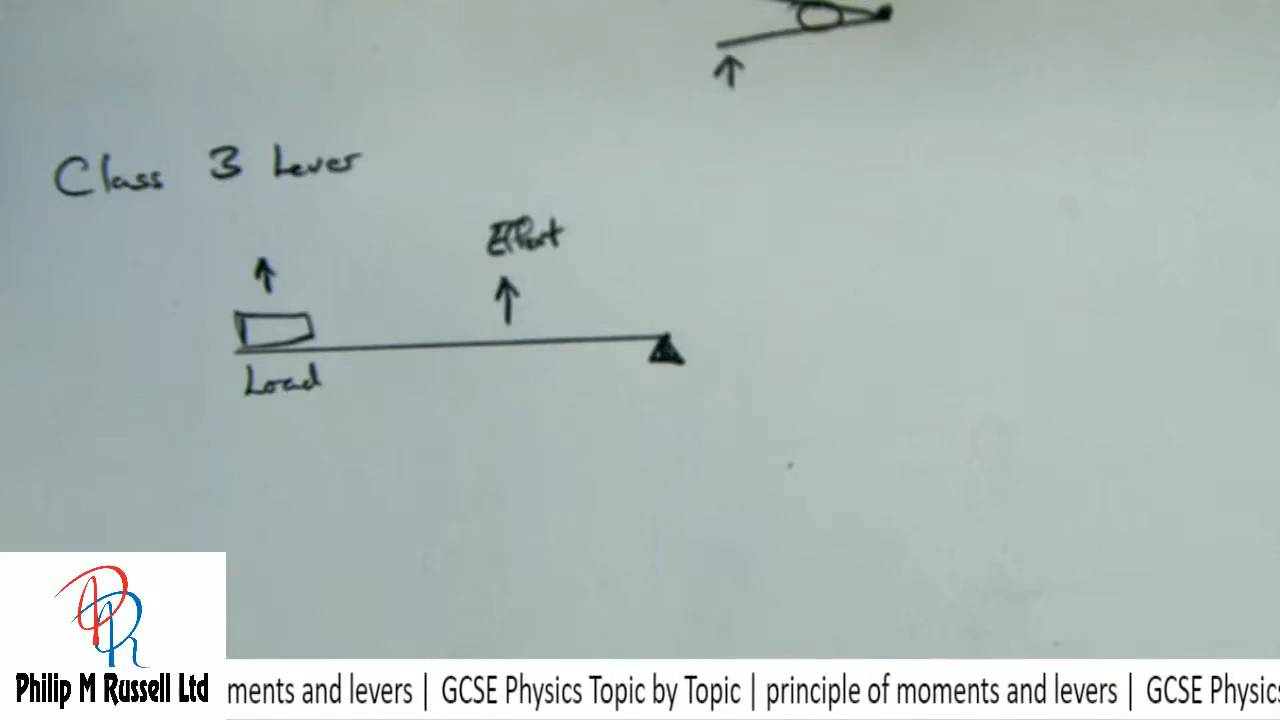 Class 3 Lever
Effort
Load
Philip M Russell Ltd
ments and levers | GCSE Physics Topic by Topic | principle of moments and levers | GCSE Physics